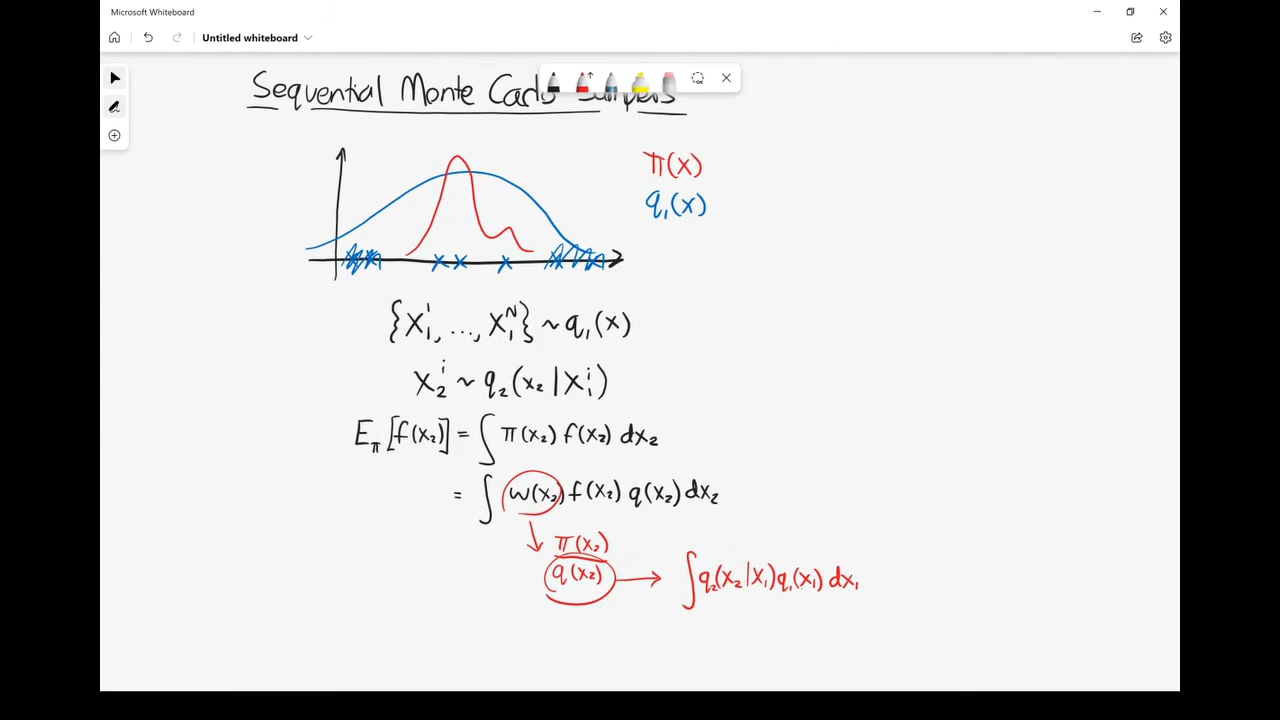 Microsoft Whiteboard
Untitled whiteboard
Sequential Monte Carlo Samplers
π(x)
q₁(x)
{x₁¹, ..., x₁ᴺ} ~ q₁(x)
x₂ⁱ ~ q₂(x₂|x₁ⁱ)
E_π[f(x₂)] = ∫ π(x₂) f(x₂) dx₂
= ∫ w(x₂) f(x₂) q(x₂) dx₂
↓ π(x₂)
q(x₂) → ∫ q₂(x₂|x₁) q₁(x₁) dx₁